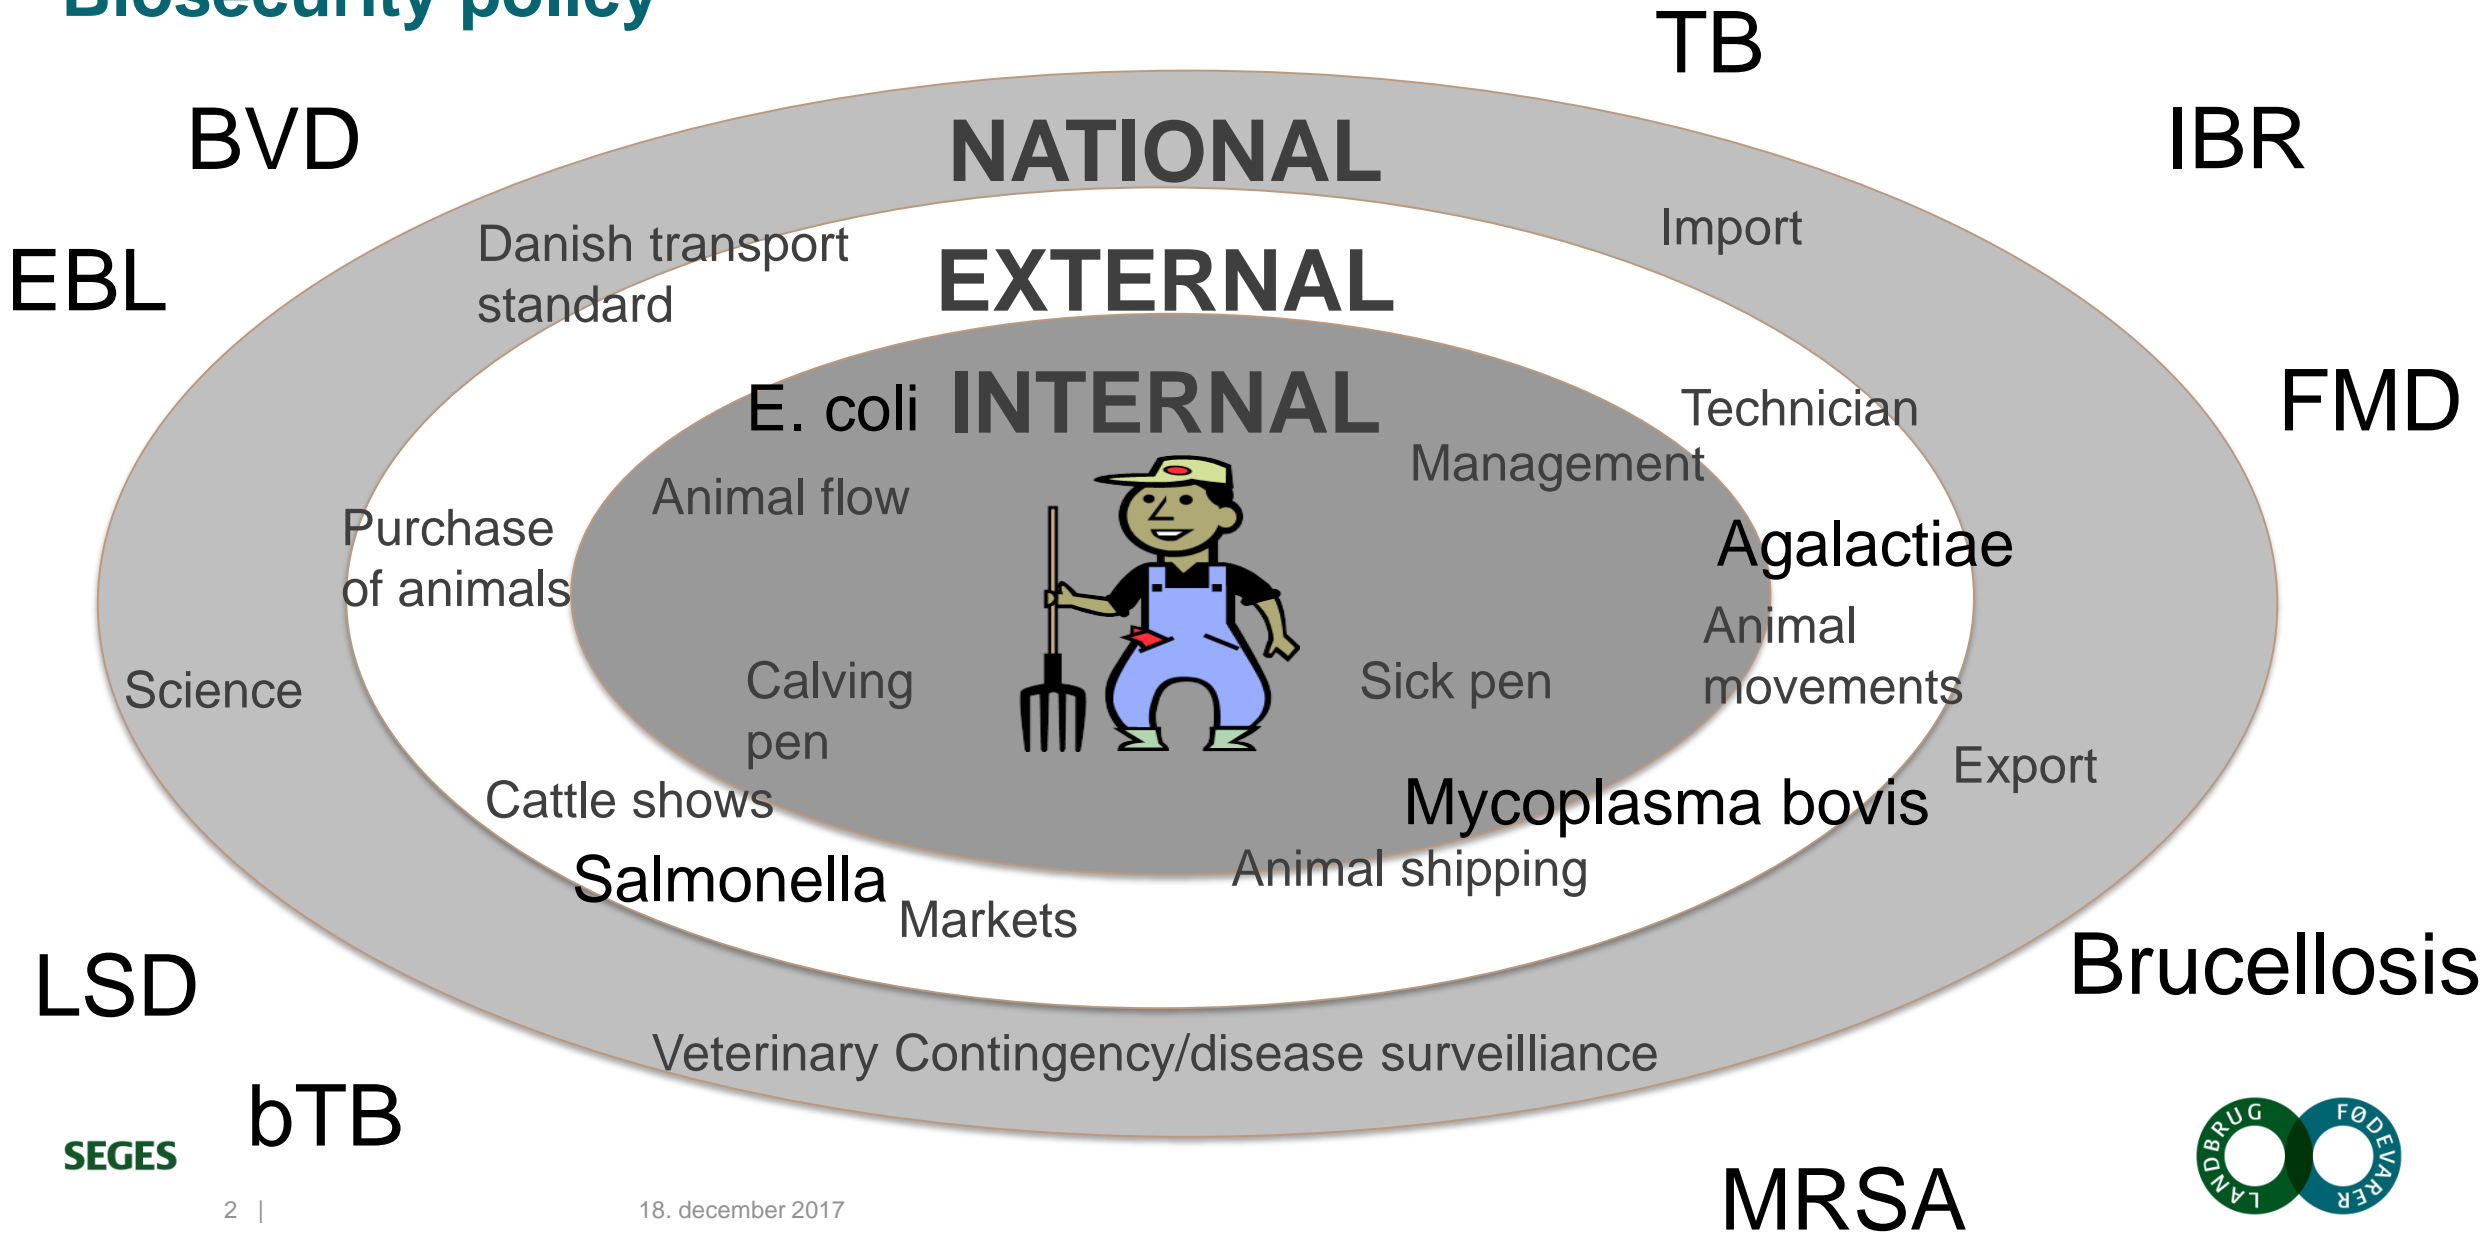 Biosecurity policy
TB
BVD
NATIONAL
IBR
Danish transport
standard
Import
EBL
EXTERNAL
E. coli
INTERNAL
Technician
FMD
Management
Animal flow
Purchase
of animals
Agalactiae
Animal
movements
Science
Calving
pen
Sick pen
Export
Cattle shows
Mycoplasma bovis
Salmonella
Animal shipping
Markets
LSD
Brucellosis
Veterinary Contingency/disease surveilliance
bTB
SEGES
LANDBRUG FØDEVARER
MRSA
2 |
18. december 2017